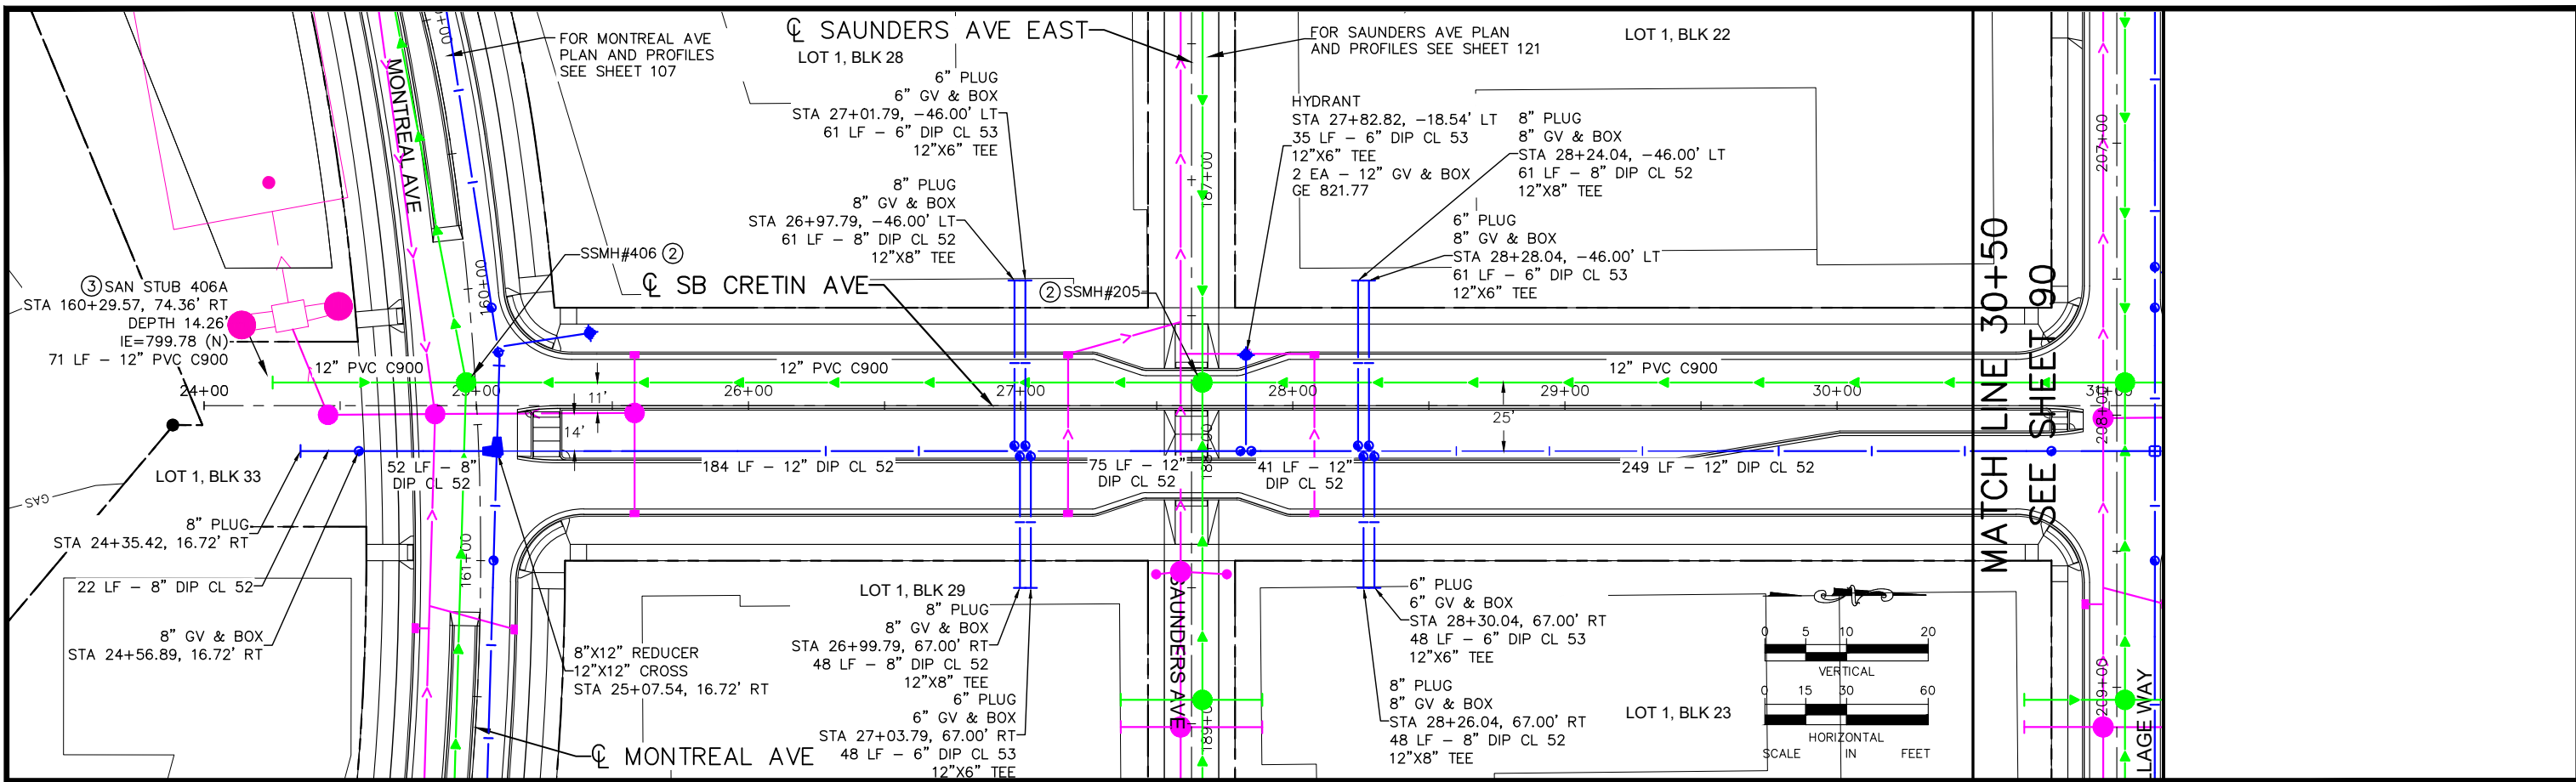 FOR MONTREAL AVE
PLAN AND PROFILES
SEE SHEET 107
MONTREAL AVE
℄ SAUNDERS AVE EAST
LOT 1, BLK 28
6" PLUG
6" GV & BOX
STA 27+01.79, -46.00' LT
61 LF - 6" DIP CL 53
12"X6" TEE
8" PLUG
8" GV & BOX
STA 26+97.79, -46.00' LT
61 LF - 8" DIP CL 52
12"X8" TEE
FOR SAUNDERS AVE PLAN
AND PROFILES SEE SHEET 121
LOT 1, BLK 22
HYDRANT
STA 27+82.82, -18.54' LT
35 LF - 6" DIP CL 53
12"X6" TEE
2 EA - 12" GV & BOX
GE 821.77
8" PLUG
8" GV & BOX
STA 28+24.04, -46.00' LT
61 LF - 8" DIP CL 52
12"X8" TEE
6" PLUG
8" GV & BOX
STA 28+28.04, -46.00' LT
61 LF - 6" DIP CL 53
12"X6" TEE
187+00
207+00
160+00
SSMH#406 2
℄ SB CRETIN AVE
2 SSMH#205
3 SAN STUB 406A
STA 160+29.57, 74.36' RT
DEPTH 14.26'
IE=799.78 (N)
71 LF - 12" PVC C900
12" PVC C900
12" PVC C900
12" PVC C900
24+00
25+00
26+00
27+00
28+00
29+00
30+00
31+00
11'
14'
25'
MATCH LINE 30+50
SEE SHEET 90
188+00
208+00
LOT 1, BLK 33
GAS
52 LF - 8"
DIP CL 52
184 LF - 12" DIP CL 52
75 LF - 12"
DIP CL 52
41 LF - 12"
DIP CL 52
249 LF - 12" DIP CL 52
8" PLUG
STA 24+35.42, 16.72' RT
22 LF - 8" DIP CL 52
8" GV & BOX
STA 24+56.89, 16.72' RT
161+00
8"X12" REDUCER
12"X12" CROSS
STA 25+07.54, 16.72' RT
℄ MONTREAL AVE
LOT 1, BLK 29
8" PLUG
8" GV & BOX
STA 26+99.79, 67.00' RT
48 LF - 8" DIP CL 52
12"X8" TEE
6" PLUG
6" GV & BOX
STA 27+03.79, 67.00' RT
48 LF - 6" DIP CL 53
12"X6" TEE
SAUNDERS AVE
6" PLUG
6" GV & BOX
STA 28+30.04, 67.00' RT
48 LF - 6" DIP CL 53
12"X6" TEE
8" PLUG
8" GV & BOX
STA 28+26.04, 67.00' RT
48 LF - 8" DIP CL 52
12"X8" TEE
LOT 1, BLK 23
0 5 10 20
VERTICAL
0 15 30 60
HORIZONTAL
SCALE IN FEET
209+00
LAGE WAY